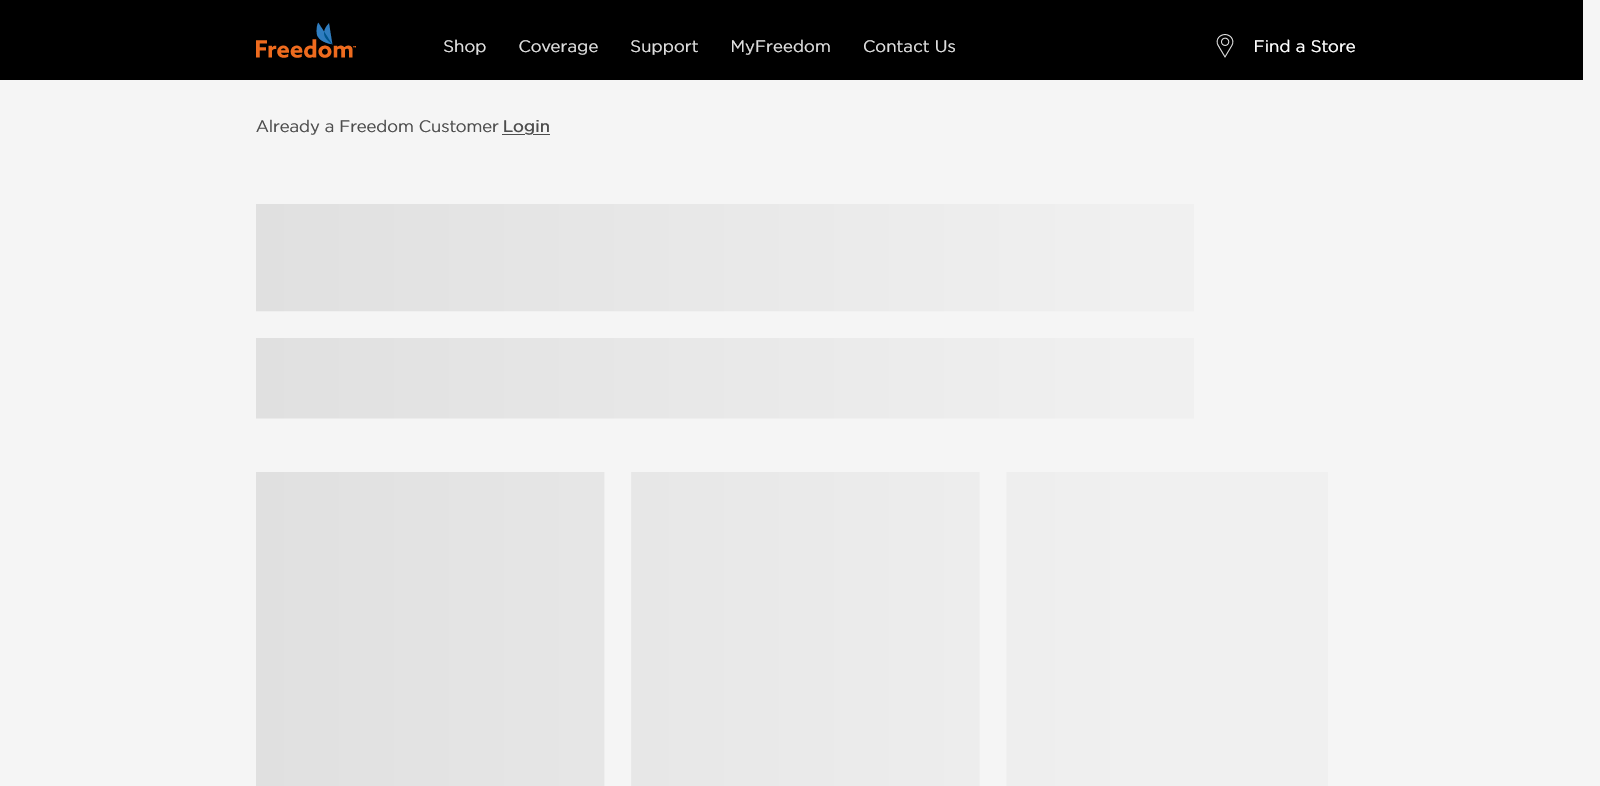 Freedom
Shop
Coverage
Support
MyFreedom
Contact Us
Find a Store
Already a Freedom Customer Login